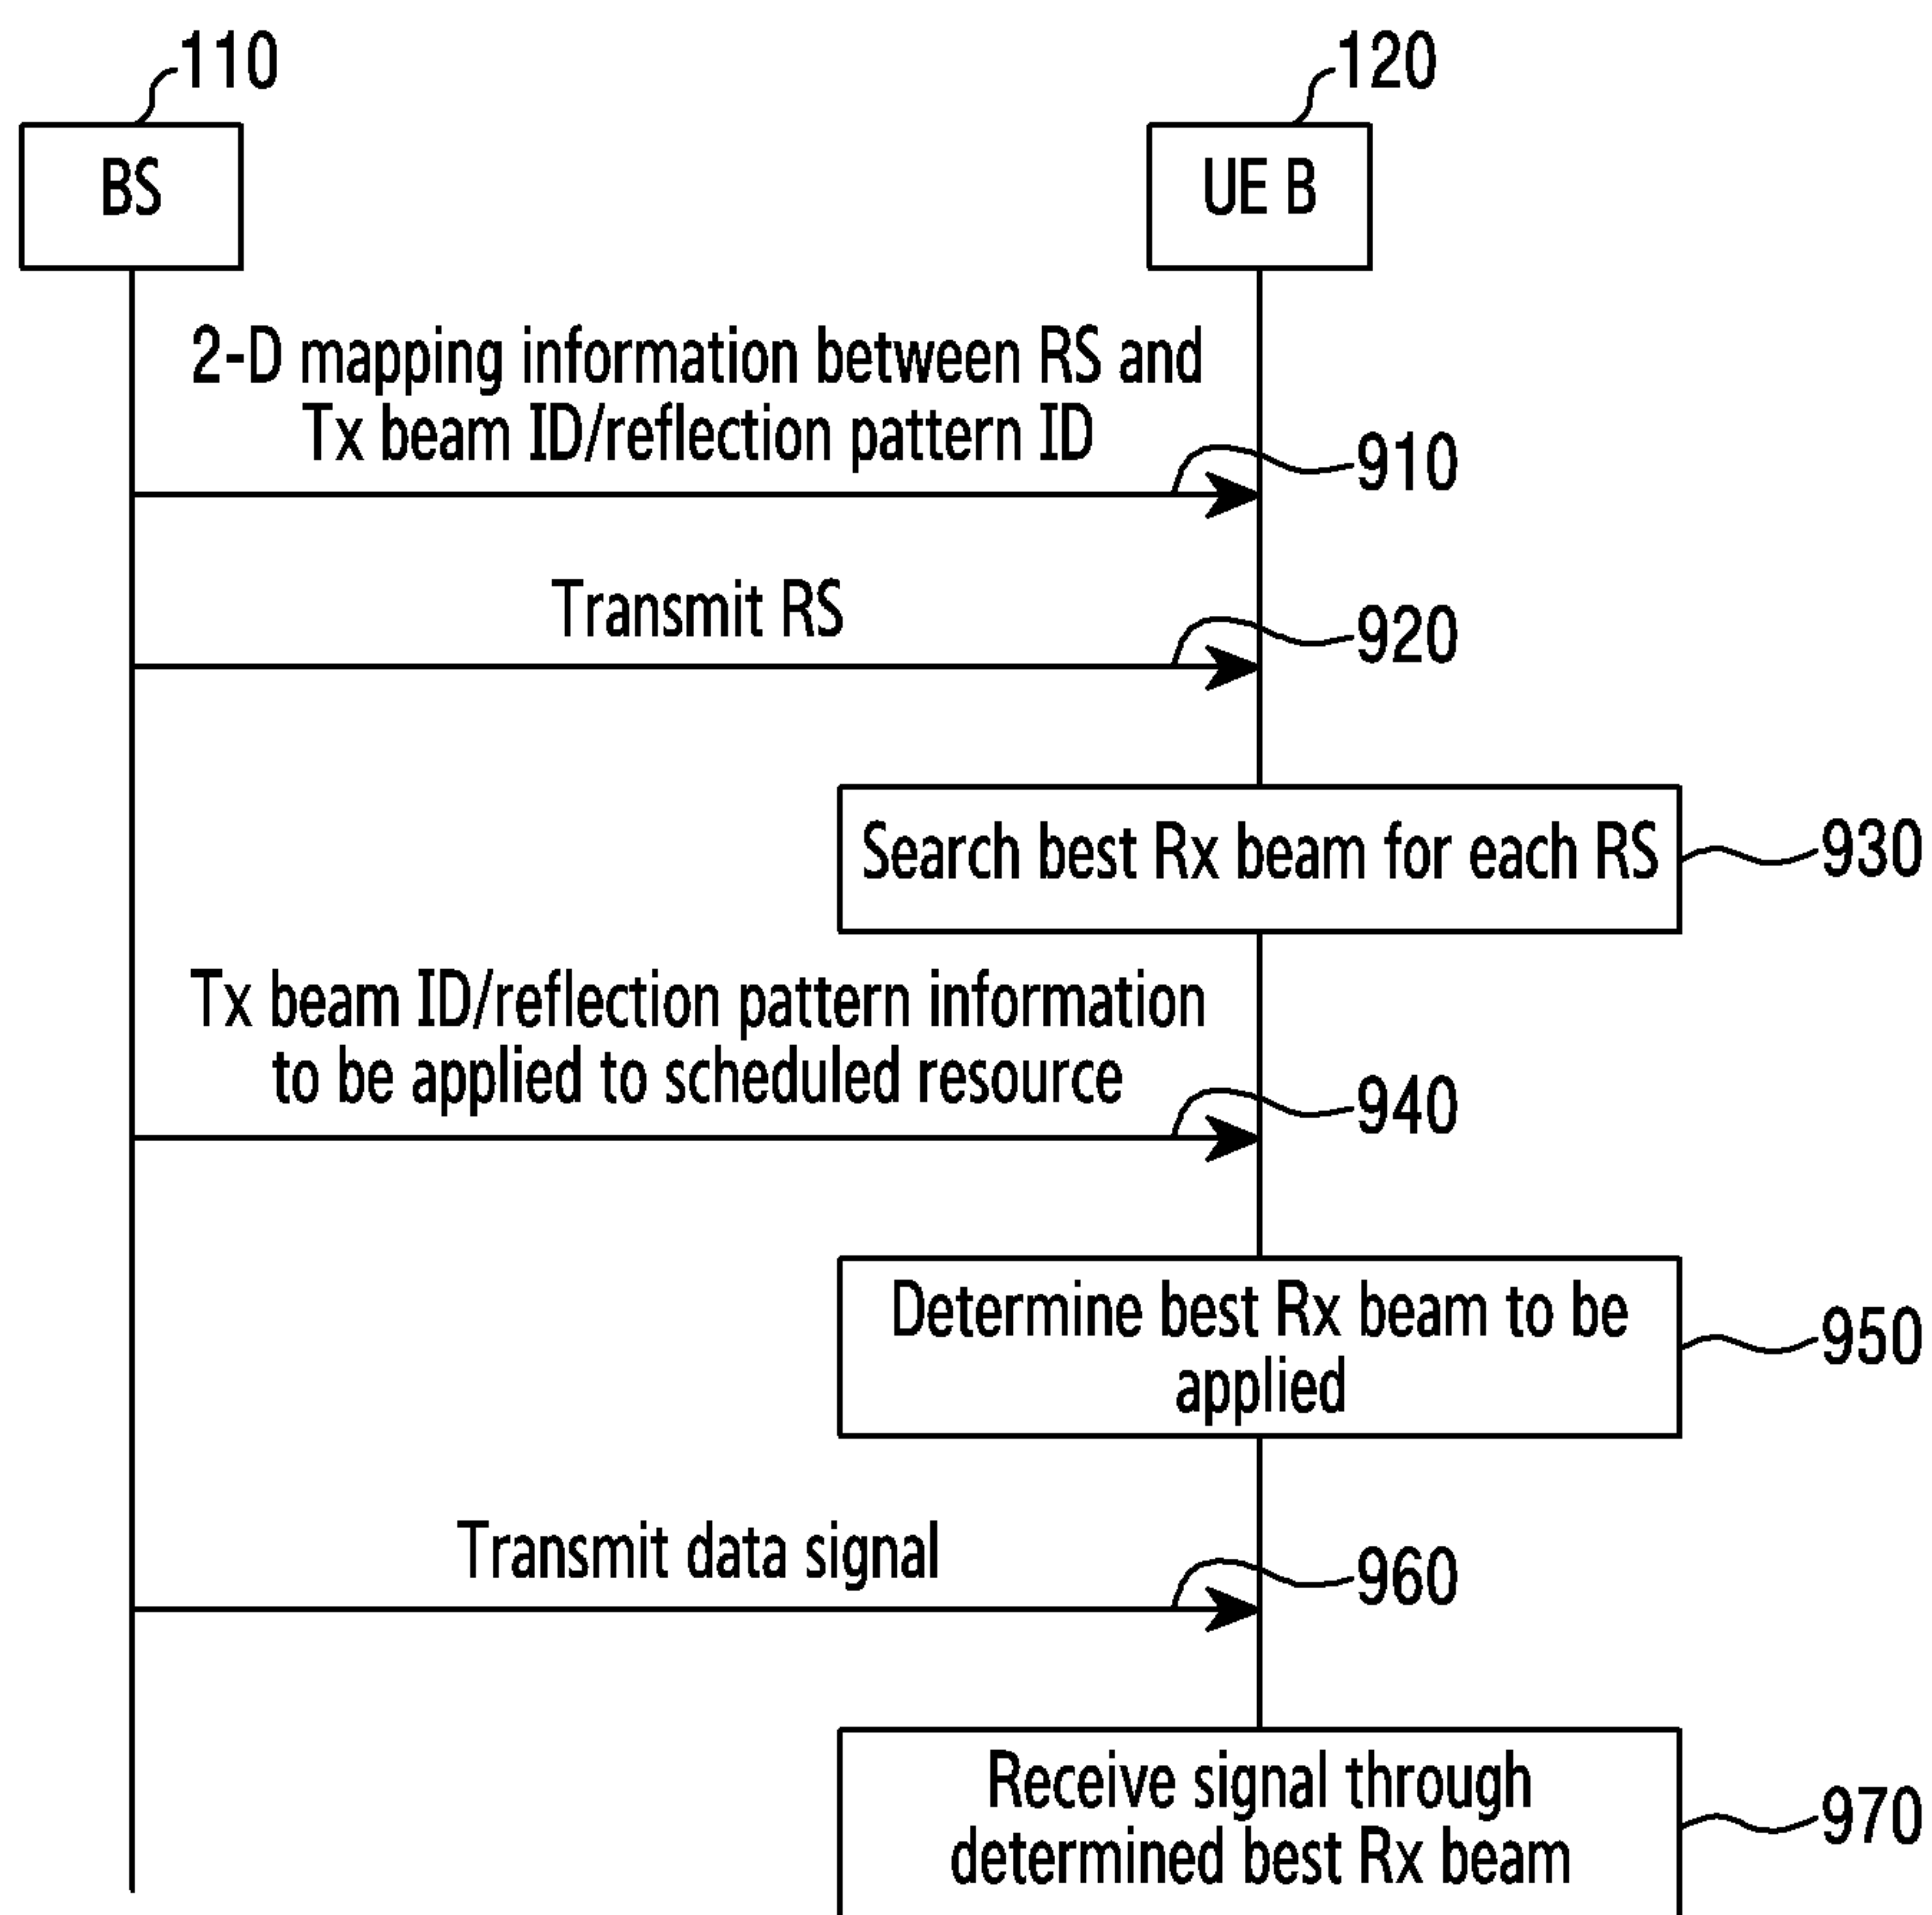 110
120
BS
UE B
2-D mapping information between RS and
Tx beam ID/reflection pattern ID
910
Transmit RS
920
Search best Rx beam for each RS
930
Tx beam ID/reflection pattern information
to be applied to scheduled resource
940
Determine best Rx beam to be
applied
950
Transmit data signal
960
Receive signal through
determined best Rx beam
970